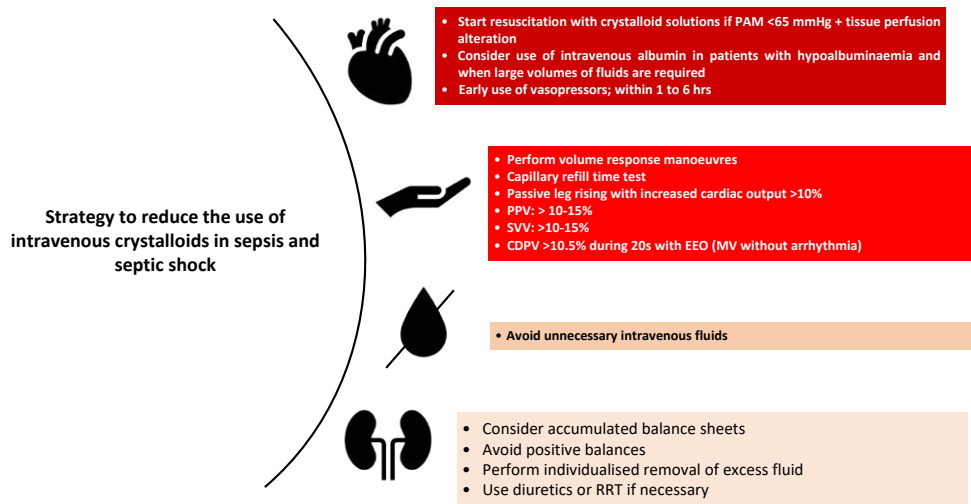 • Start resuscitation with crystalloid solutions if PAM <65 mmHg + tissue perfusion
alteration
• Consider use of intravenous albumin in patients with hypoalbuminaemia and
when large volumes of fluids are required
• Early use of vasopressors; within 1 to 6 hrs
• Perform volume response manoeuvres
• Capillary refill time test
• Passive leg rising with increased cardiac output >10%
• PPV: > 10-15%
• SVV: >10-15%
• CDPV >10.5% during 20s with EEO (MV without arrhythmia)
Strategy to reduce the use of
intravenous crystalloids in sepsis and
septic shock
• Avoid unnecessary intravenous fluids
• Consider accumulated balance sheets
• Avoid positive balances
• Perform individualised removal of excess fluid
• Use diuretics or RRT if necessary